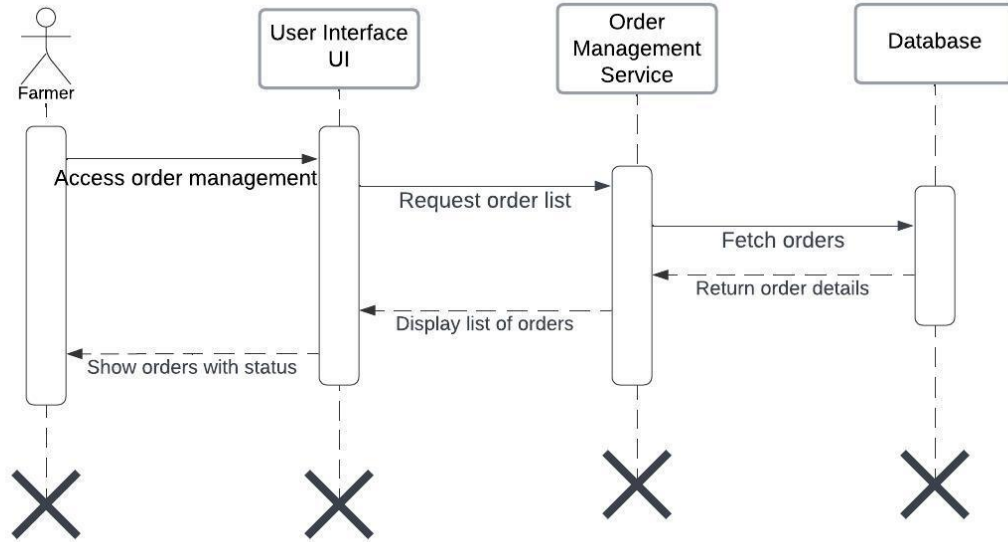 Farmer
User Interface
UI
Order
Management
Service
Database
Access order management
Request order list
Fetch orders
Return order details
Display list of orders
Show orders with status